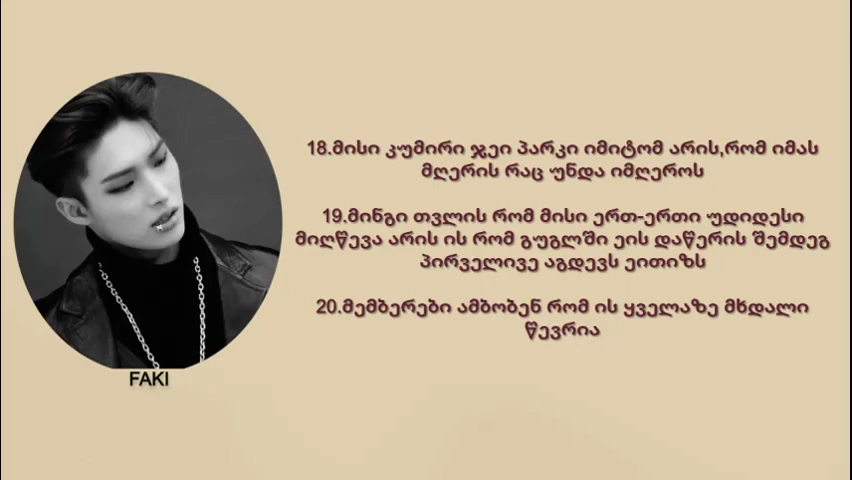 18.მისი კუმირი ჯეი პარკი იმიტომ არის,რომ იმას
მღერის რაც უნდა იმღეროს
19.მინგი თვლის რომ მისი ერთ-ერთი უდიდესი
მიღწევა არის ის რომ გუგლში ეის დაწერის შემდეგ
პირველივე აგდევს ეითიზს
20.მემბერები ამბობენ რომ ის ყველაზე მხდალი
წევრია
FAKI